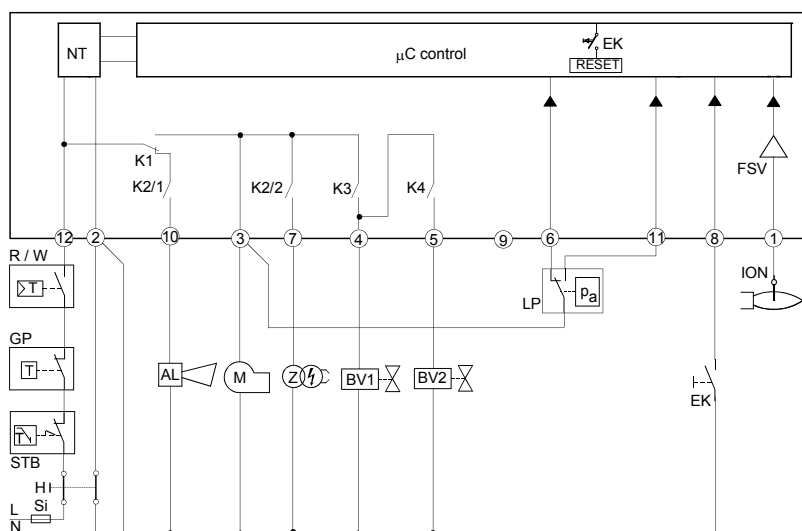 NT
μC control
EK
RESET
K1
K2/1
K2/2
K3
K4
FSV
12
2
10
3
7
4
5
9
6
11
8
1
R / W
T
LP
pa
ION
GP
T
AL
M
Z
BV1
BV2
EK
T
STB
H
L
Si
N